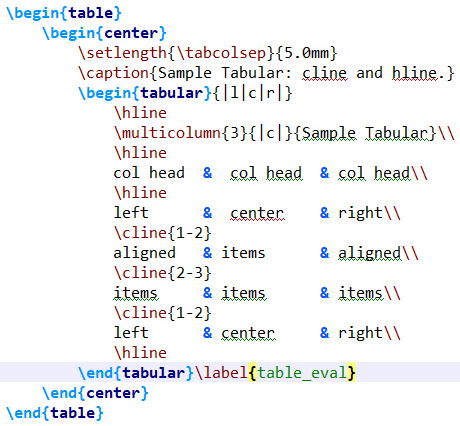 \begin{table}
    \begin{center}
        \setlength{\tabcolsep}{5.0mm}
        \caption{Sample Tabular: cline and hline.}
        \begin{tabular}{|l|c|r|}
            \hline
            \multicolumn{3}{|c|}{Sample Tabular}\\
            \hline
            col head  &  col head  & col head\\
            \hline
            left      &  center    & right\\
            \cline{1-2}
            aligned   & items      & aligned\\
            \cline{2-3}
            items     & items      & items\\
            \cline{1-2}
            left      & center     & right\\
            \hline
        \end{tabular}\label{table_eval}
    \end{center}
\end{table}